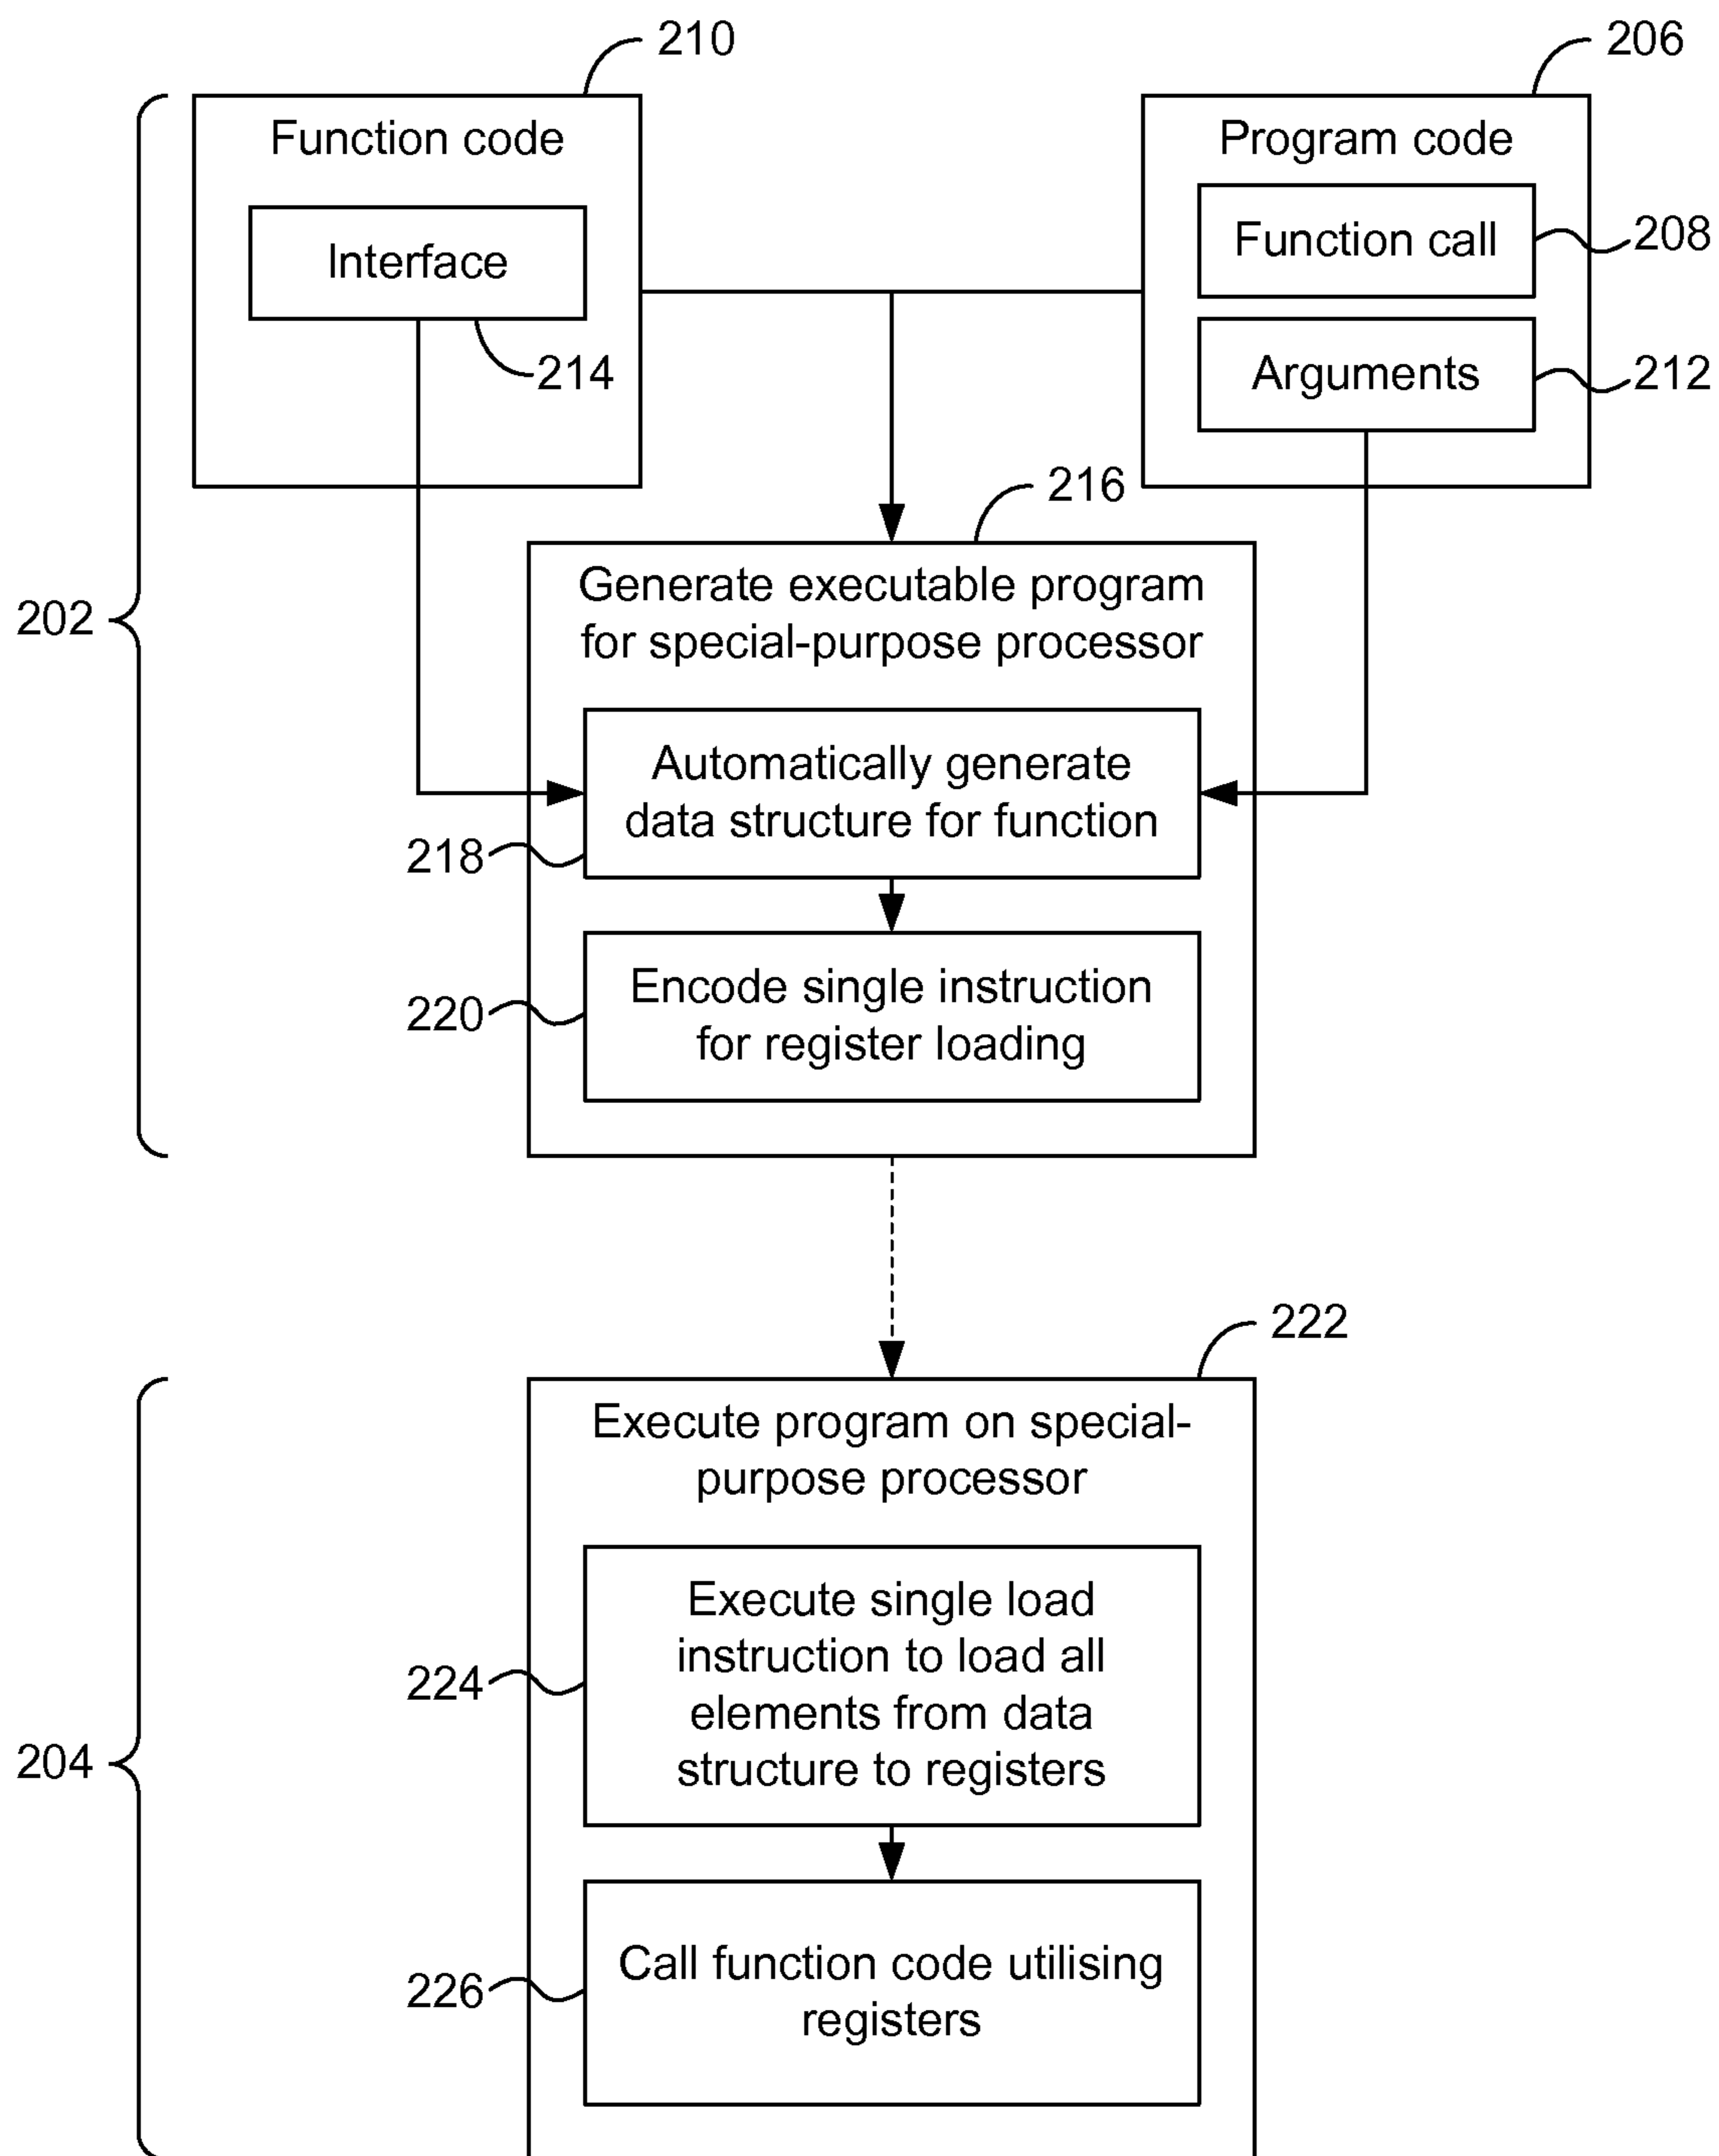 210
206
Function code
Program code
Interface
Function call
208
214
Arguments
212
216
Generate executable program
for special-purpose processor
202
Automatically generate
data structure for function
218
Encode single instruction
for register loading
220
222
Execute program on special-
purpose processor
Execute single load
instruction to load all
elements from data
structure to registers
224
204
Call function code utilising
registers
226